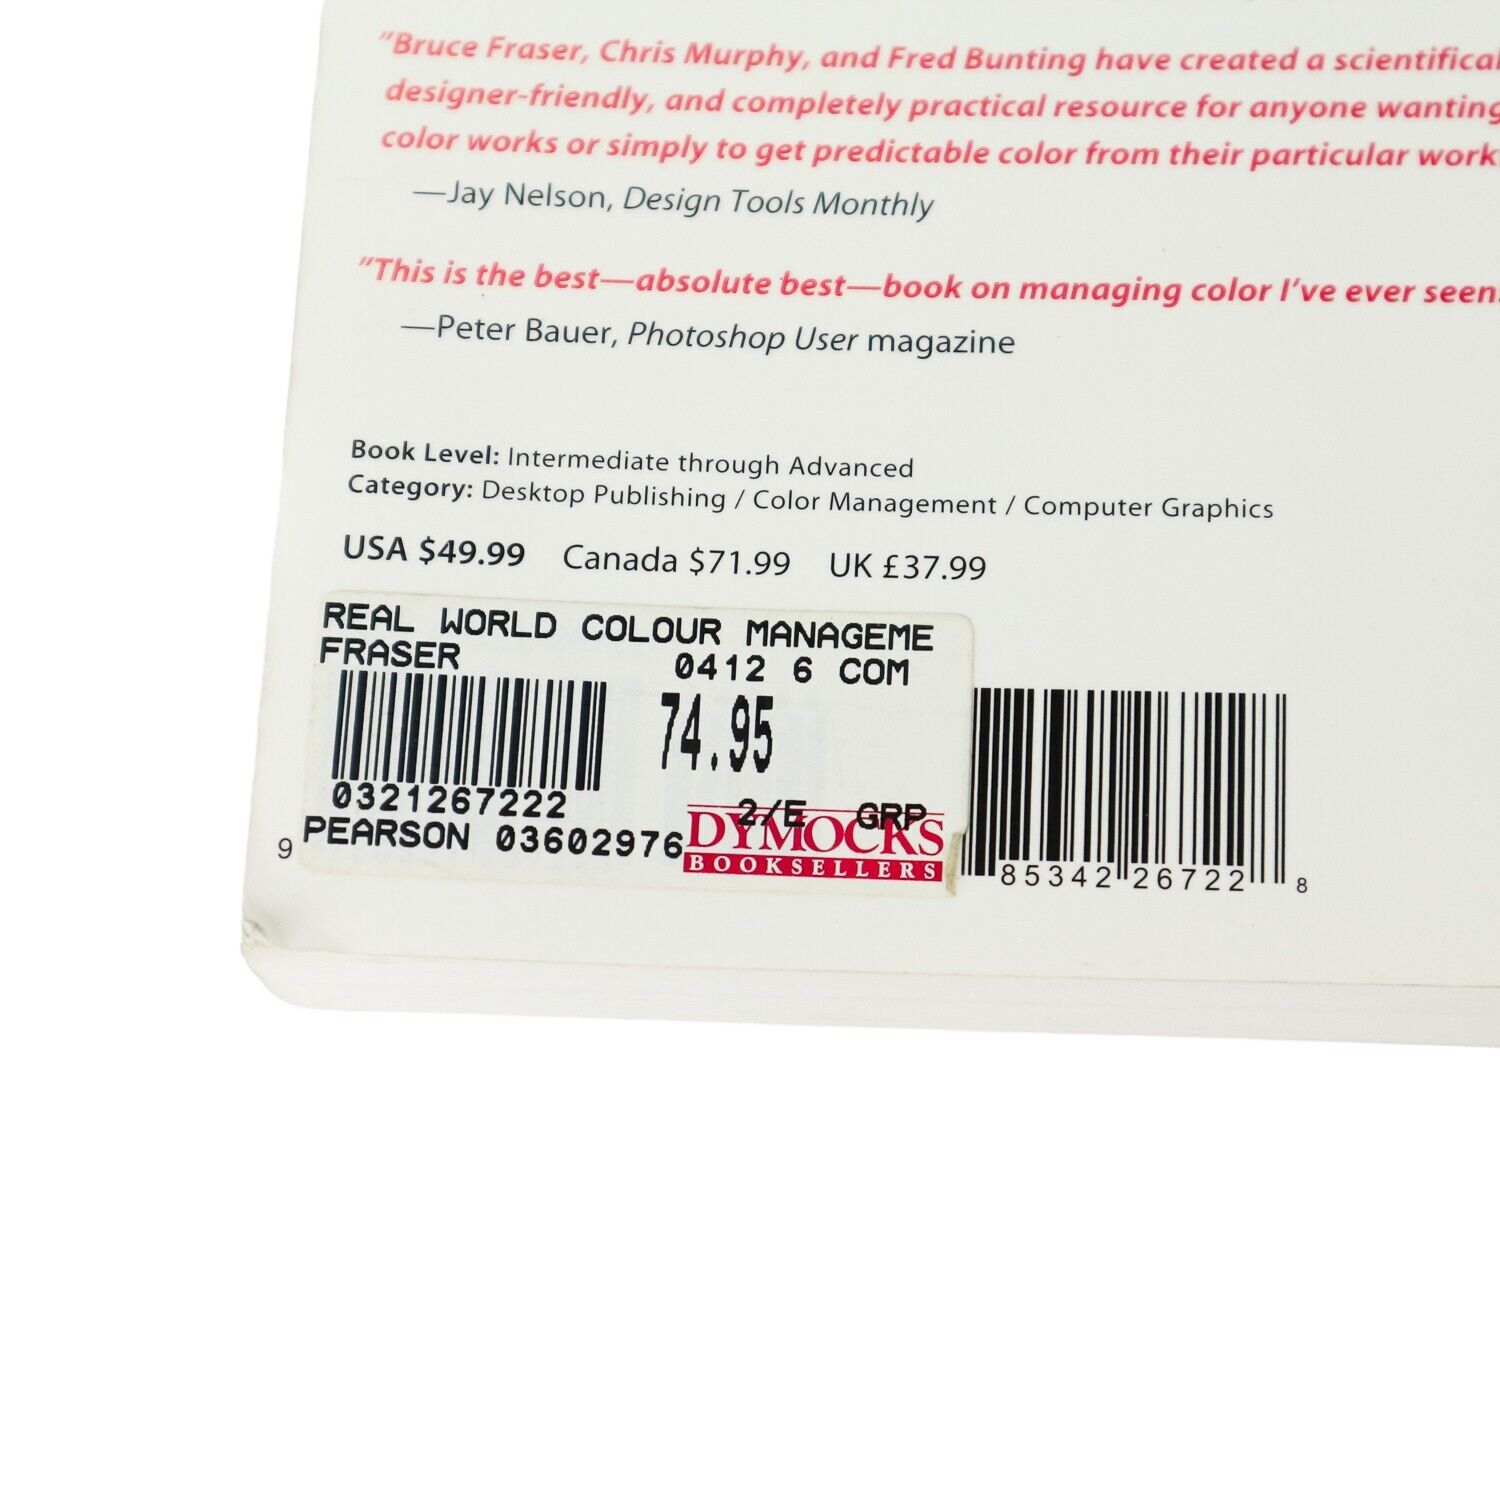 "Bruce Fraser, Chris Murphy, and Fred Bunting have created a
designer-friendly, and completely practical resource for anyone wanting
color works or simply to get predictable color from their particular
—Jay Nelson, Design Tools Monthly
"This is the best—absolute best—book on managing color I've ever seen.
—Peter Bauer, Photoshop User magazine
Book Level: Intermediate through Advanced
Category: Desktop Publishing / Color Management / Computer Graphics
USA $49.99 Canada $71.99 UK £37.99
REAL WORLD COLOUR MANAGEME
FRASER 0412 6 COM
74.95
0321267222
2/E GRP
PEARSON 03602976
DYMOCKS
BOOKSELLERS
9 85342 26722 8